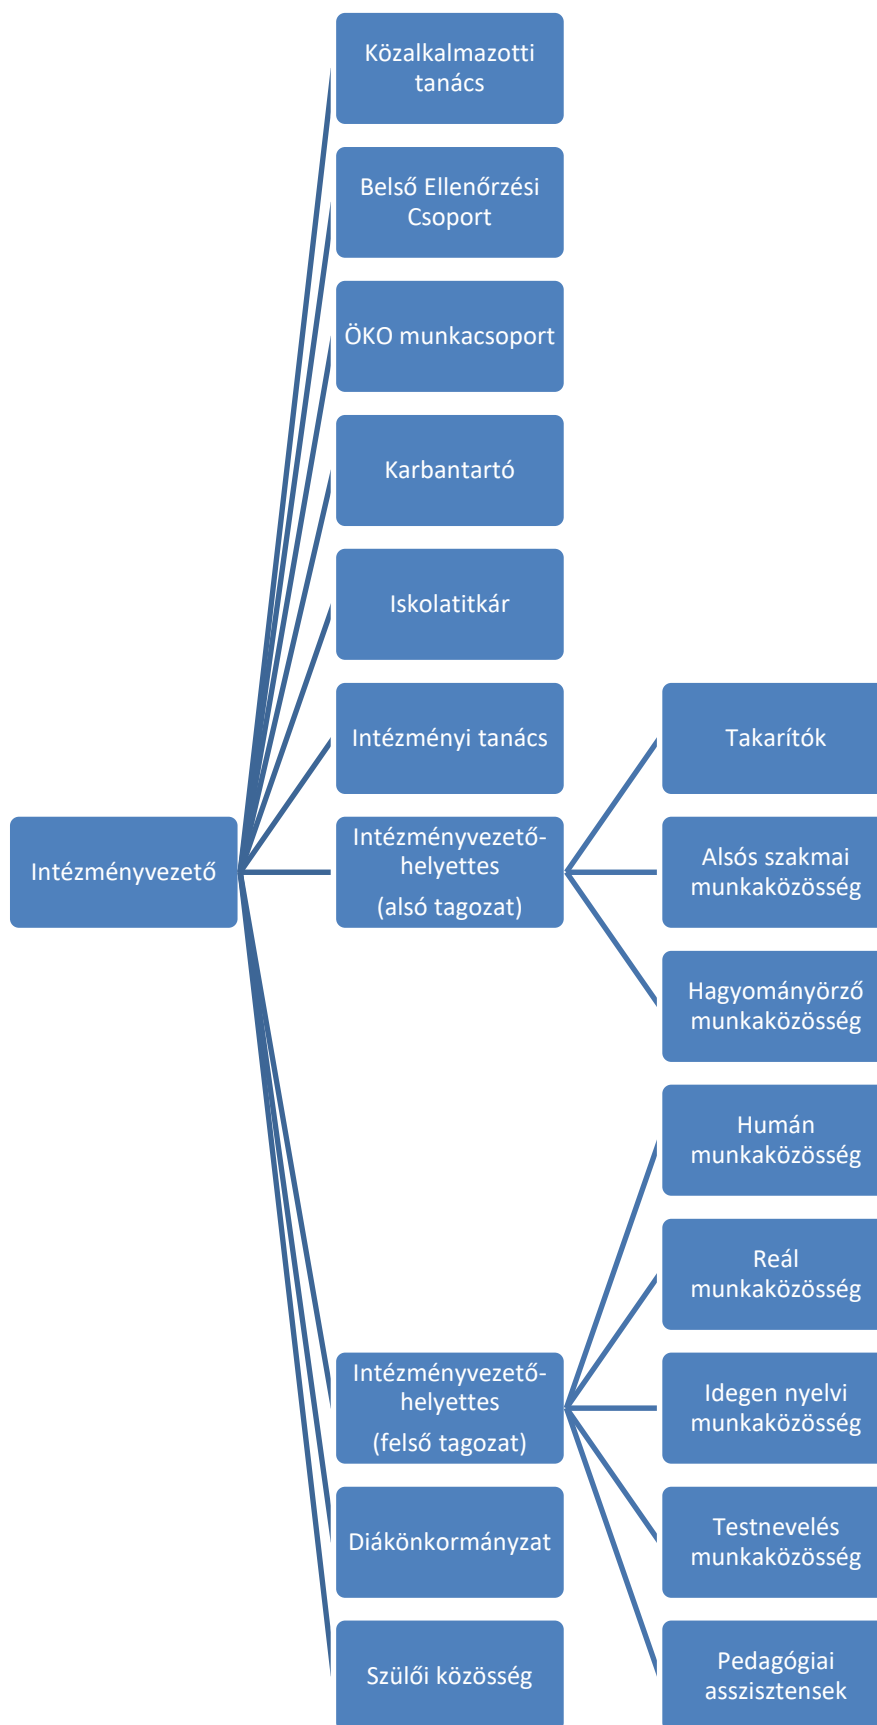 Közalkalmazotti
tanács
Belső Ellenőrzési
Csoport
ÖKO munkacsoport
Karbantartó
Iskolatitkár
Intézményi tanács
Takarítók
Intézményvezető
Intézményvezető-
helyettes
(alsó tagozat)
Alsós szakmai
munkaközösség
Hagyományörző
munkaközösség
Humán
munkaközösség
Reál
munkaközösség
Intézményvezető-
helyettes
(felső tagozat)
Idegen nyelvi
munkaközösség
Diákönkormányzat
Testnevelés
munkaközösség
Szülői közösség
Pedagógiai
asszisztensek